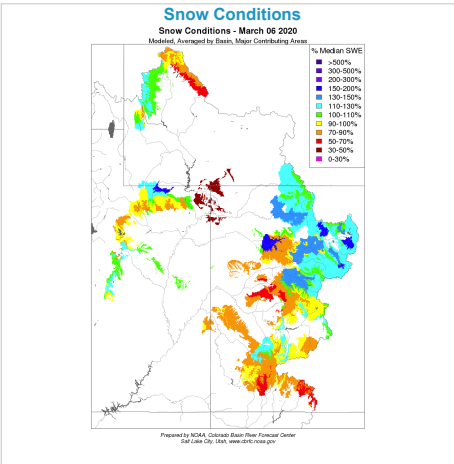 Snow Conditions
Snow Conditions - March 06 2020
Modeled, Averaged by Basin, Major Contributing Areas
% Median SWE
>500%
300-500%
200-300%
150-200%
130-150%
110-130%
100-110%
90-100%
70-90%
50-70%
30-50%
0-30%
Prepared by NOAA, Colorado Basin River Forecast Center
Salt Lake City, Utah, www.cbrfc.noaa.gov